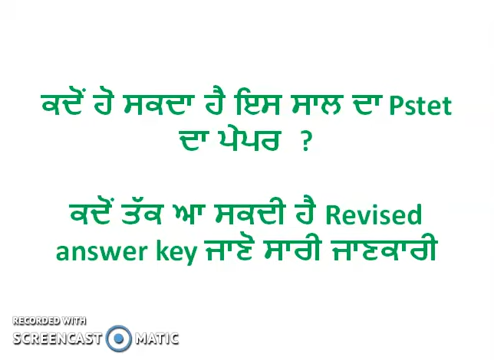 ਕਦੋਂ ਹੋ ਸਕਦਾ ਹੈ ਇਸ ਸਾਲ ਦਾ Pstet
ਦਾ ਪੇਪਰ ?
ਕਦੋਂ ਤੱਕ ਆ ਸਕਦੀ ਹੈ Revised
answer key ਜਾਣੋ ਸਾਰੀ ਜਾਣਕਾਰੀ
RECORDED WITH
SCREENCAST MATIC